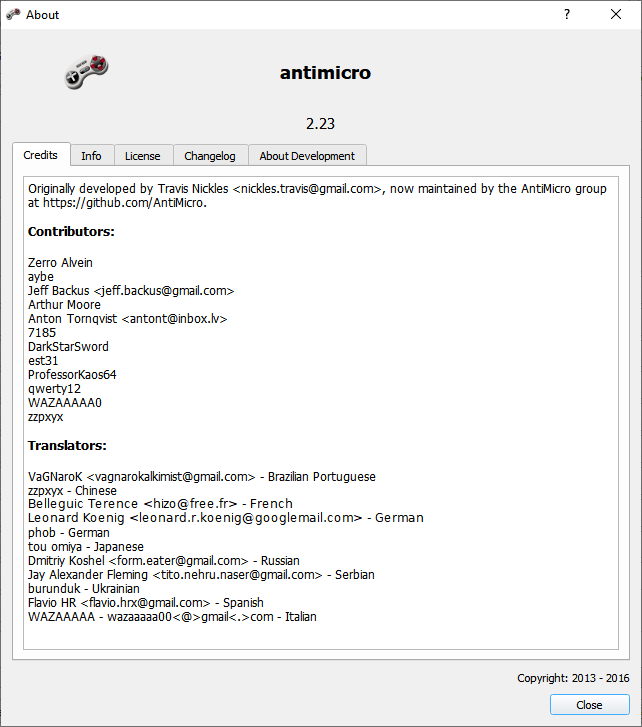 About
?
antimicro
2.23
Credits
Info
License
Changelog
About Development
Originally developed by Travis Nickles <nickles.travis@gmail.com>, now maintained by the AntiMicro group
at https://github.com/AntiMicro.
Contributors:
Zerro Alvein
aybe
Jeff Backus <jeff.backus@gmail.com>
Arthur Moore
Anton Tornqvist <antont@inbox.lv>
7185
DarkStarSword
est31
ProfessorKaos64
qwerty12
WAZAAAAA0
zzpxyx
Translators:
VaGNaroK <vagnarokalkimist@gmail.com> - Brazilian Portuguese
zzpxyx - Chinese
Belleguic Terence <hizo@free.fr> - French
Leonard Koenig <leonard.r.koenig@googlemail.com> - German
phob - German
tou omiya - Japanese
Dmitriy Koshel <form.eater@gmail.com> - Russian
Jay Alexander Fleming <tito.nehru.naser@gmail.com> - Serbian
burunduk - Ukrainian
Flavio HR <flavio.hrx@gmail.com> - Spanish
WAZAAAAA - wazaaaaa00<@>gmail<.>com - Italian
Copyright: 2013 - 2016
Close